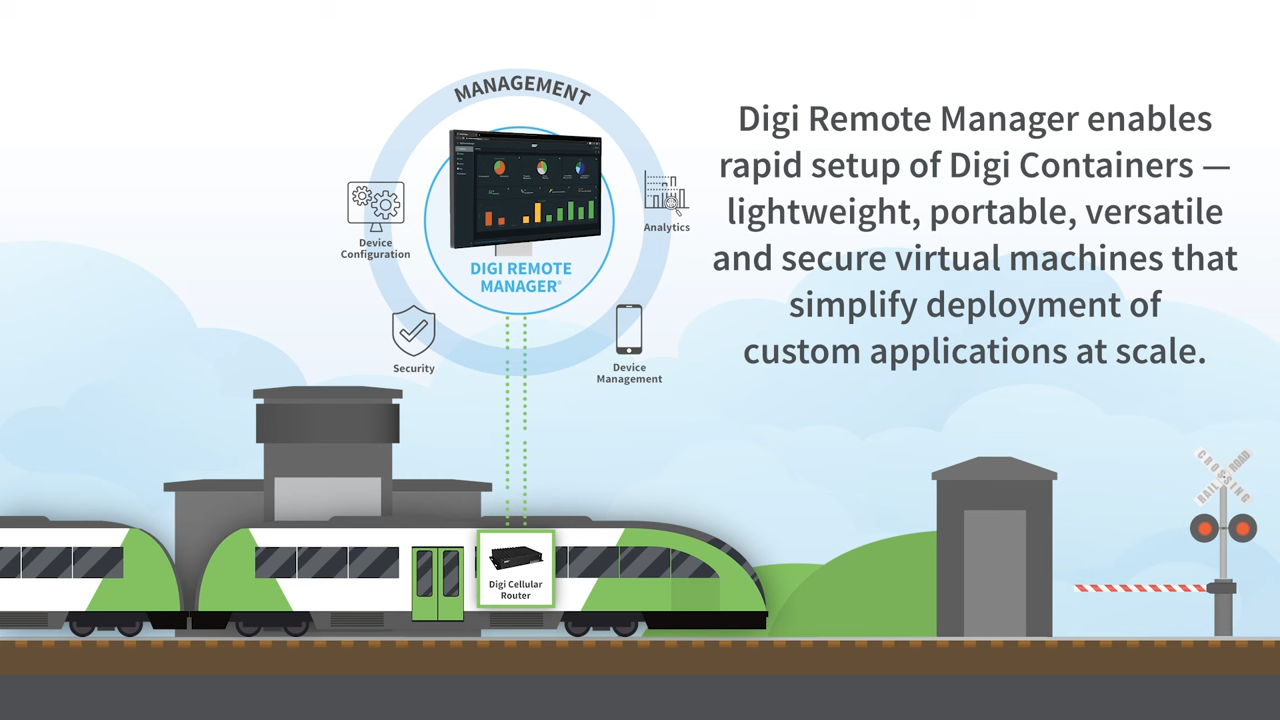 MANAGEMENT
Digi Remote Manager enables
rapid setup of Digi Containers —
lightweight, portable, versatile
and secure virtual machines that
simplify deployment of
custom applications at scale.
Device
Configuration
Analytics
DIGI REMOTE
MANAGER®
Security
Device
Management
Digi Cellular
Router
CROSSING
RAILROAD